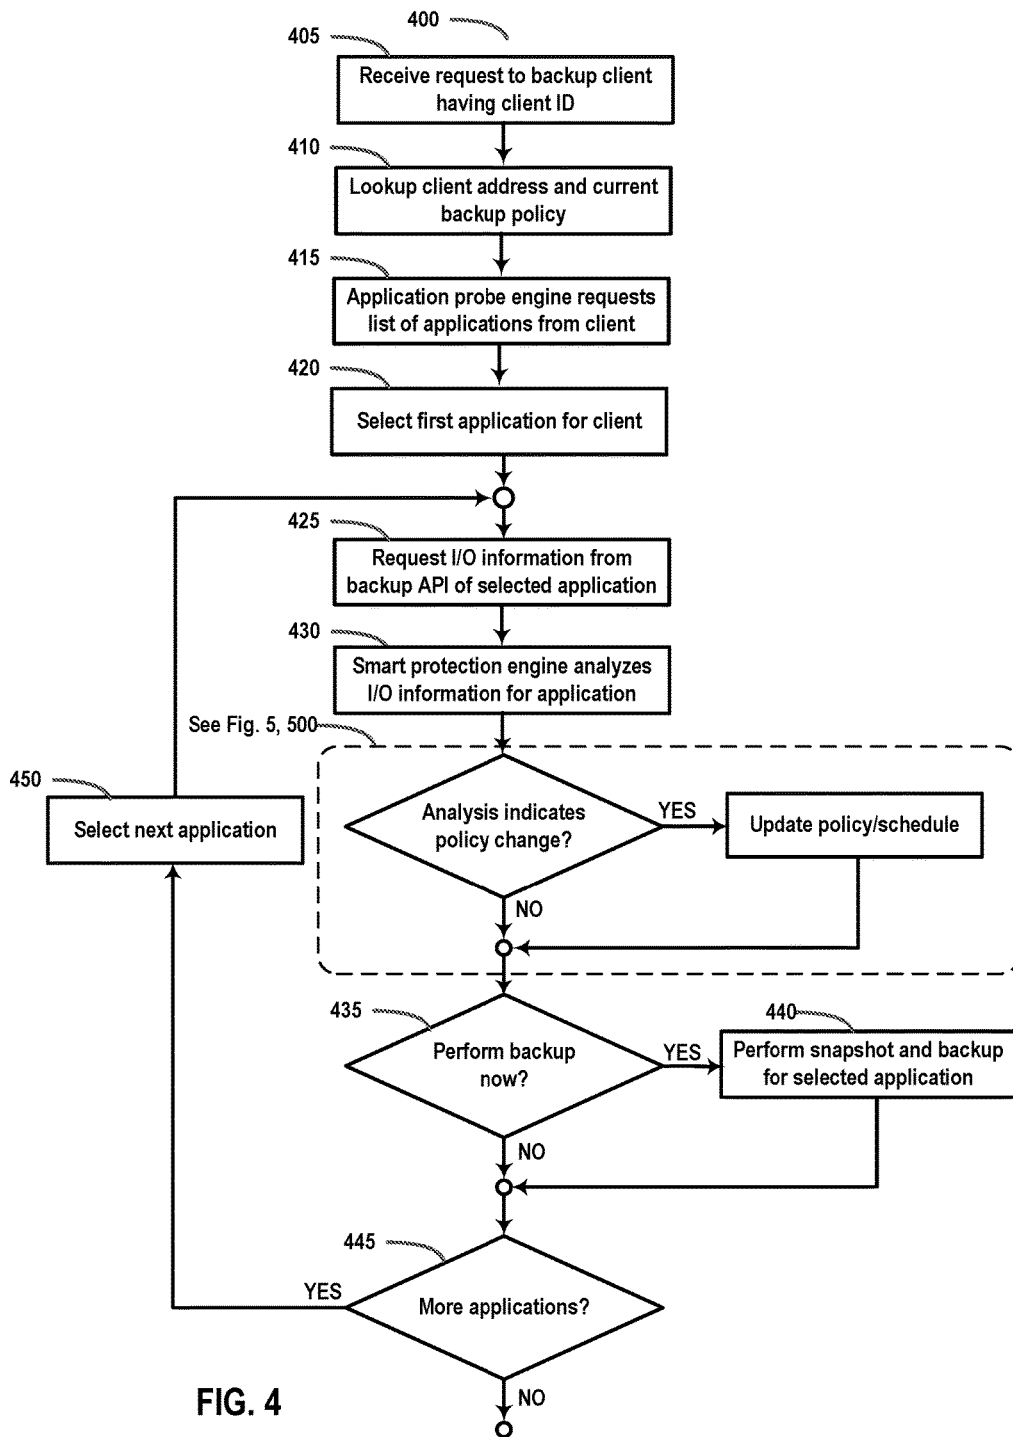 400
405
Receive request to backup client
having client ID
410
Lookup client address and current
backup policy
415
Application probe engine requests
list of applications from client
420
Select first application for client
425
Request I/O information from
backup API of selected application
430
Smart protection engine analyzes
I/O information for application
See Fig. 5, 500
450
Select next application
Analysis indicates
policy change?
YES
Update policy/schedule
NO
435
Perform backup
now?
YES
440
Perform snapshot and backup
for selected application
NO
445
More applications?
YES
NO
FIG. 4